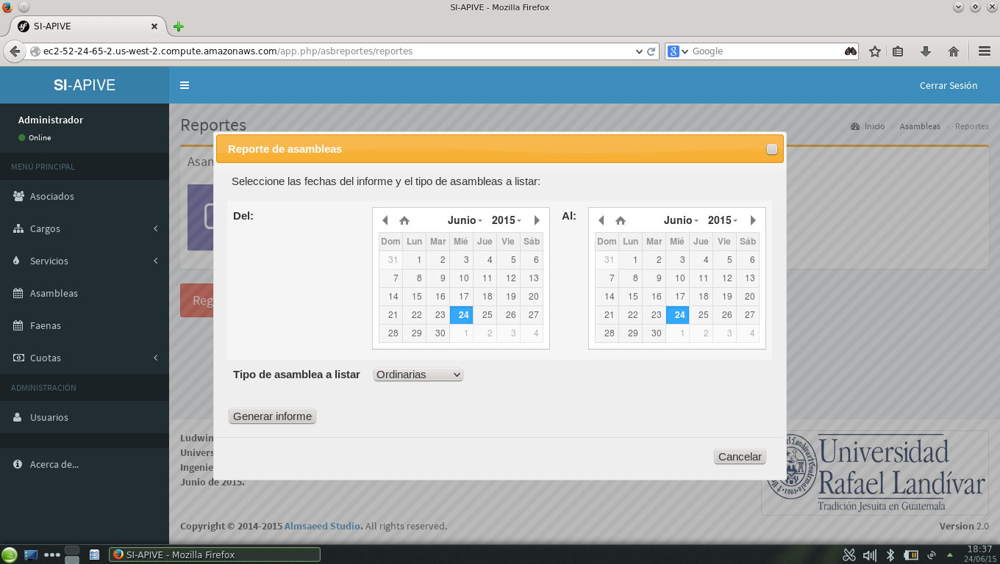 SI-APIVE - Mozilla Firefox
SI-APIVE
ec2-52-24-65-2.us-west-2.compute.amazonaws.com/app.php/asbreportes/reportes
Google
SI-APIVE
Cerrar Sesión
Administrador
Online
MENÚ PRINCIPAL
Asociados
Cargos
Servicios
Asambleas
Faenas
Cuotas
ADMINISTRACIÓN
Usuarios
Acerca de...
Reportes
Inicio > Asambleas > Reportes
Asam
Reporte de asambleas
Seleccione las fechas del informe y el tipo de asambleas a listar:
Del:
Junio 2015
Dom Lun Mar Mié Jue Vie Sáb
31 1 2 3 4 5 6
7 8 9 10 11 12 13
14 15 16 17 18 19 20
21 22 23 24 25 26 27
28 29 30 1 2 3 4
Al:
Junio 2015
Dom Lun Mar Mié Jue Vie Sáb
31 1 2 3 4 5 6
7 8 9 10 11 12 13
14 15 16 17 18 19 20
21 22 23 24 25 26 27
28 29 30 1 2 3 4
Reg
Tipo de asamblea a listar
Ordinarias
Generar informe
Cancelar
Ludwin
Univers
Ingenie
Junio de 2015.
Universidad
Rafael Landívar
Tradición Jesuita en Guatemala
Copyright © 2014-2015 Almsaeed Studio. All rights reserved.
Version 2.0
SI-APIVE - Mozilla Firefox
18:37
24/06/15